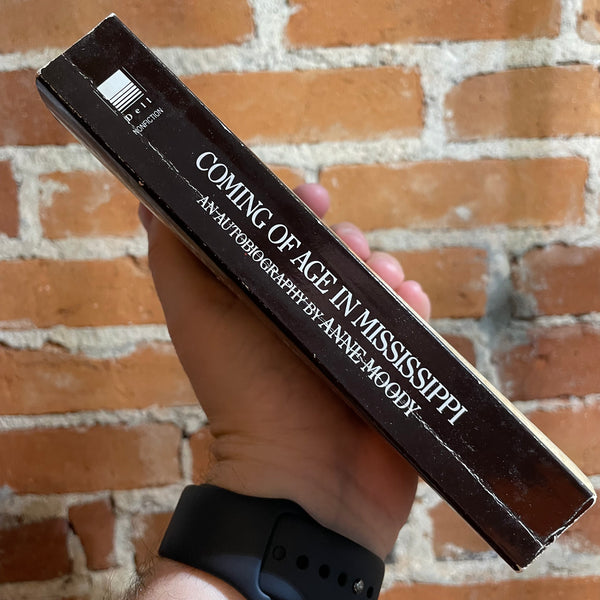 Dell
NONFICTION
COMING OF AGE IN MISSISSIPPI
AN AUTOBIOGRAPHY BY ANNE MOODY